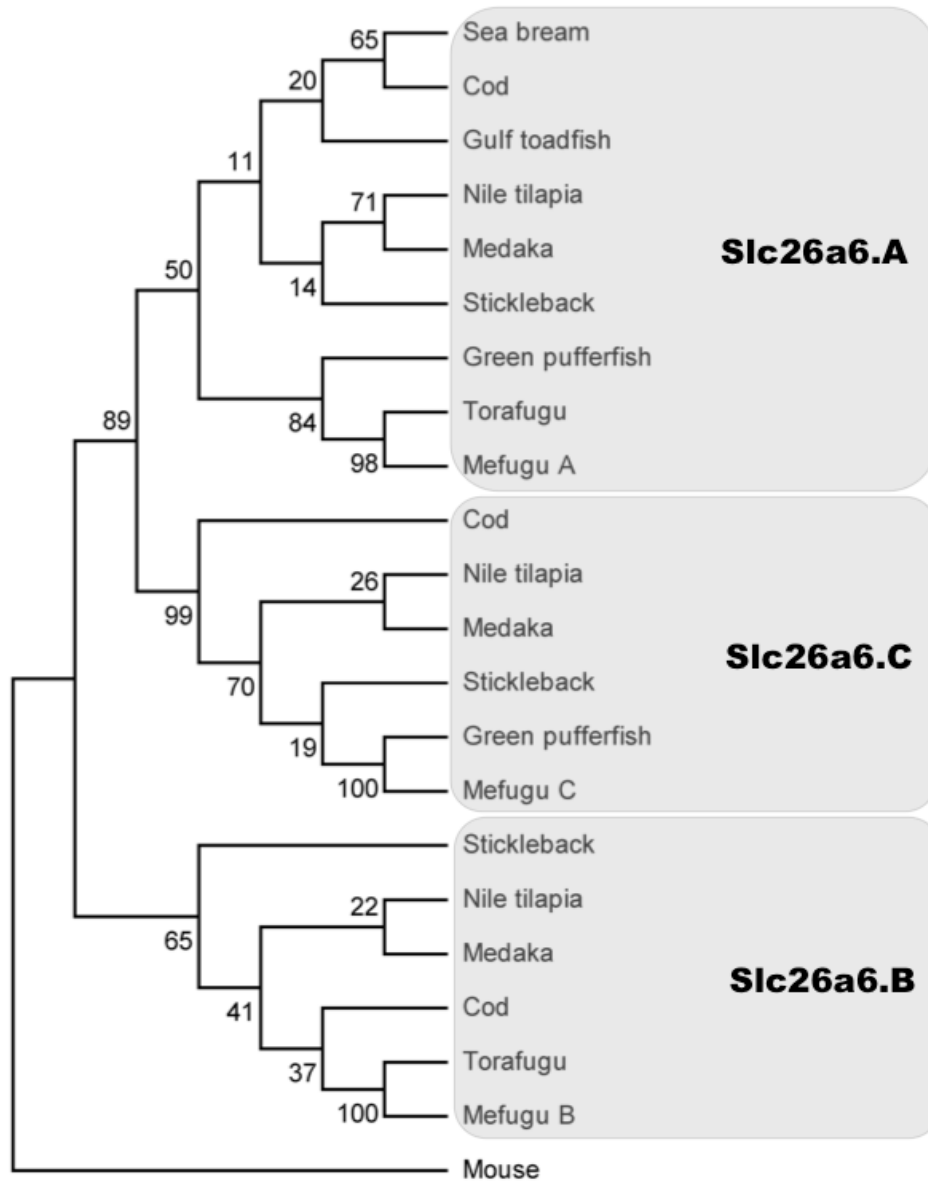 65
Sea bream
20
Cod
Gulf toadfish
11
71
Nile tilapia
Medaka
Slc26a6.A
50
14
Stickleback
Green pufferfish
84
Torafugu
89
98
Mefugu A
Cod
26
Nile tilapia
99
Medaka
Slc26a6.C
70
Stickleback
19
Green pufferfish
100
Mefugu C
Stickleback
22
Nile tilapia
65
Medaka
Slc26a6.B
41
Cod
37
Torafugu
100
Mefugu B
Mouse